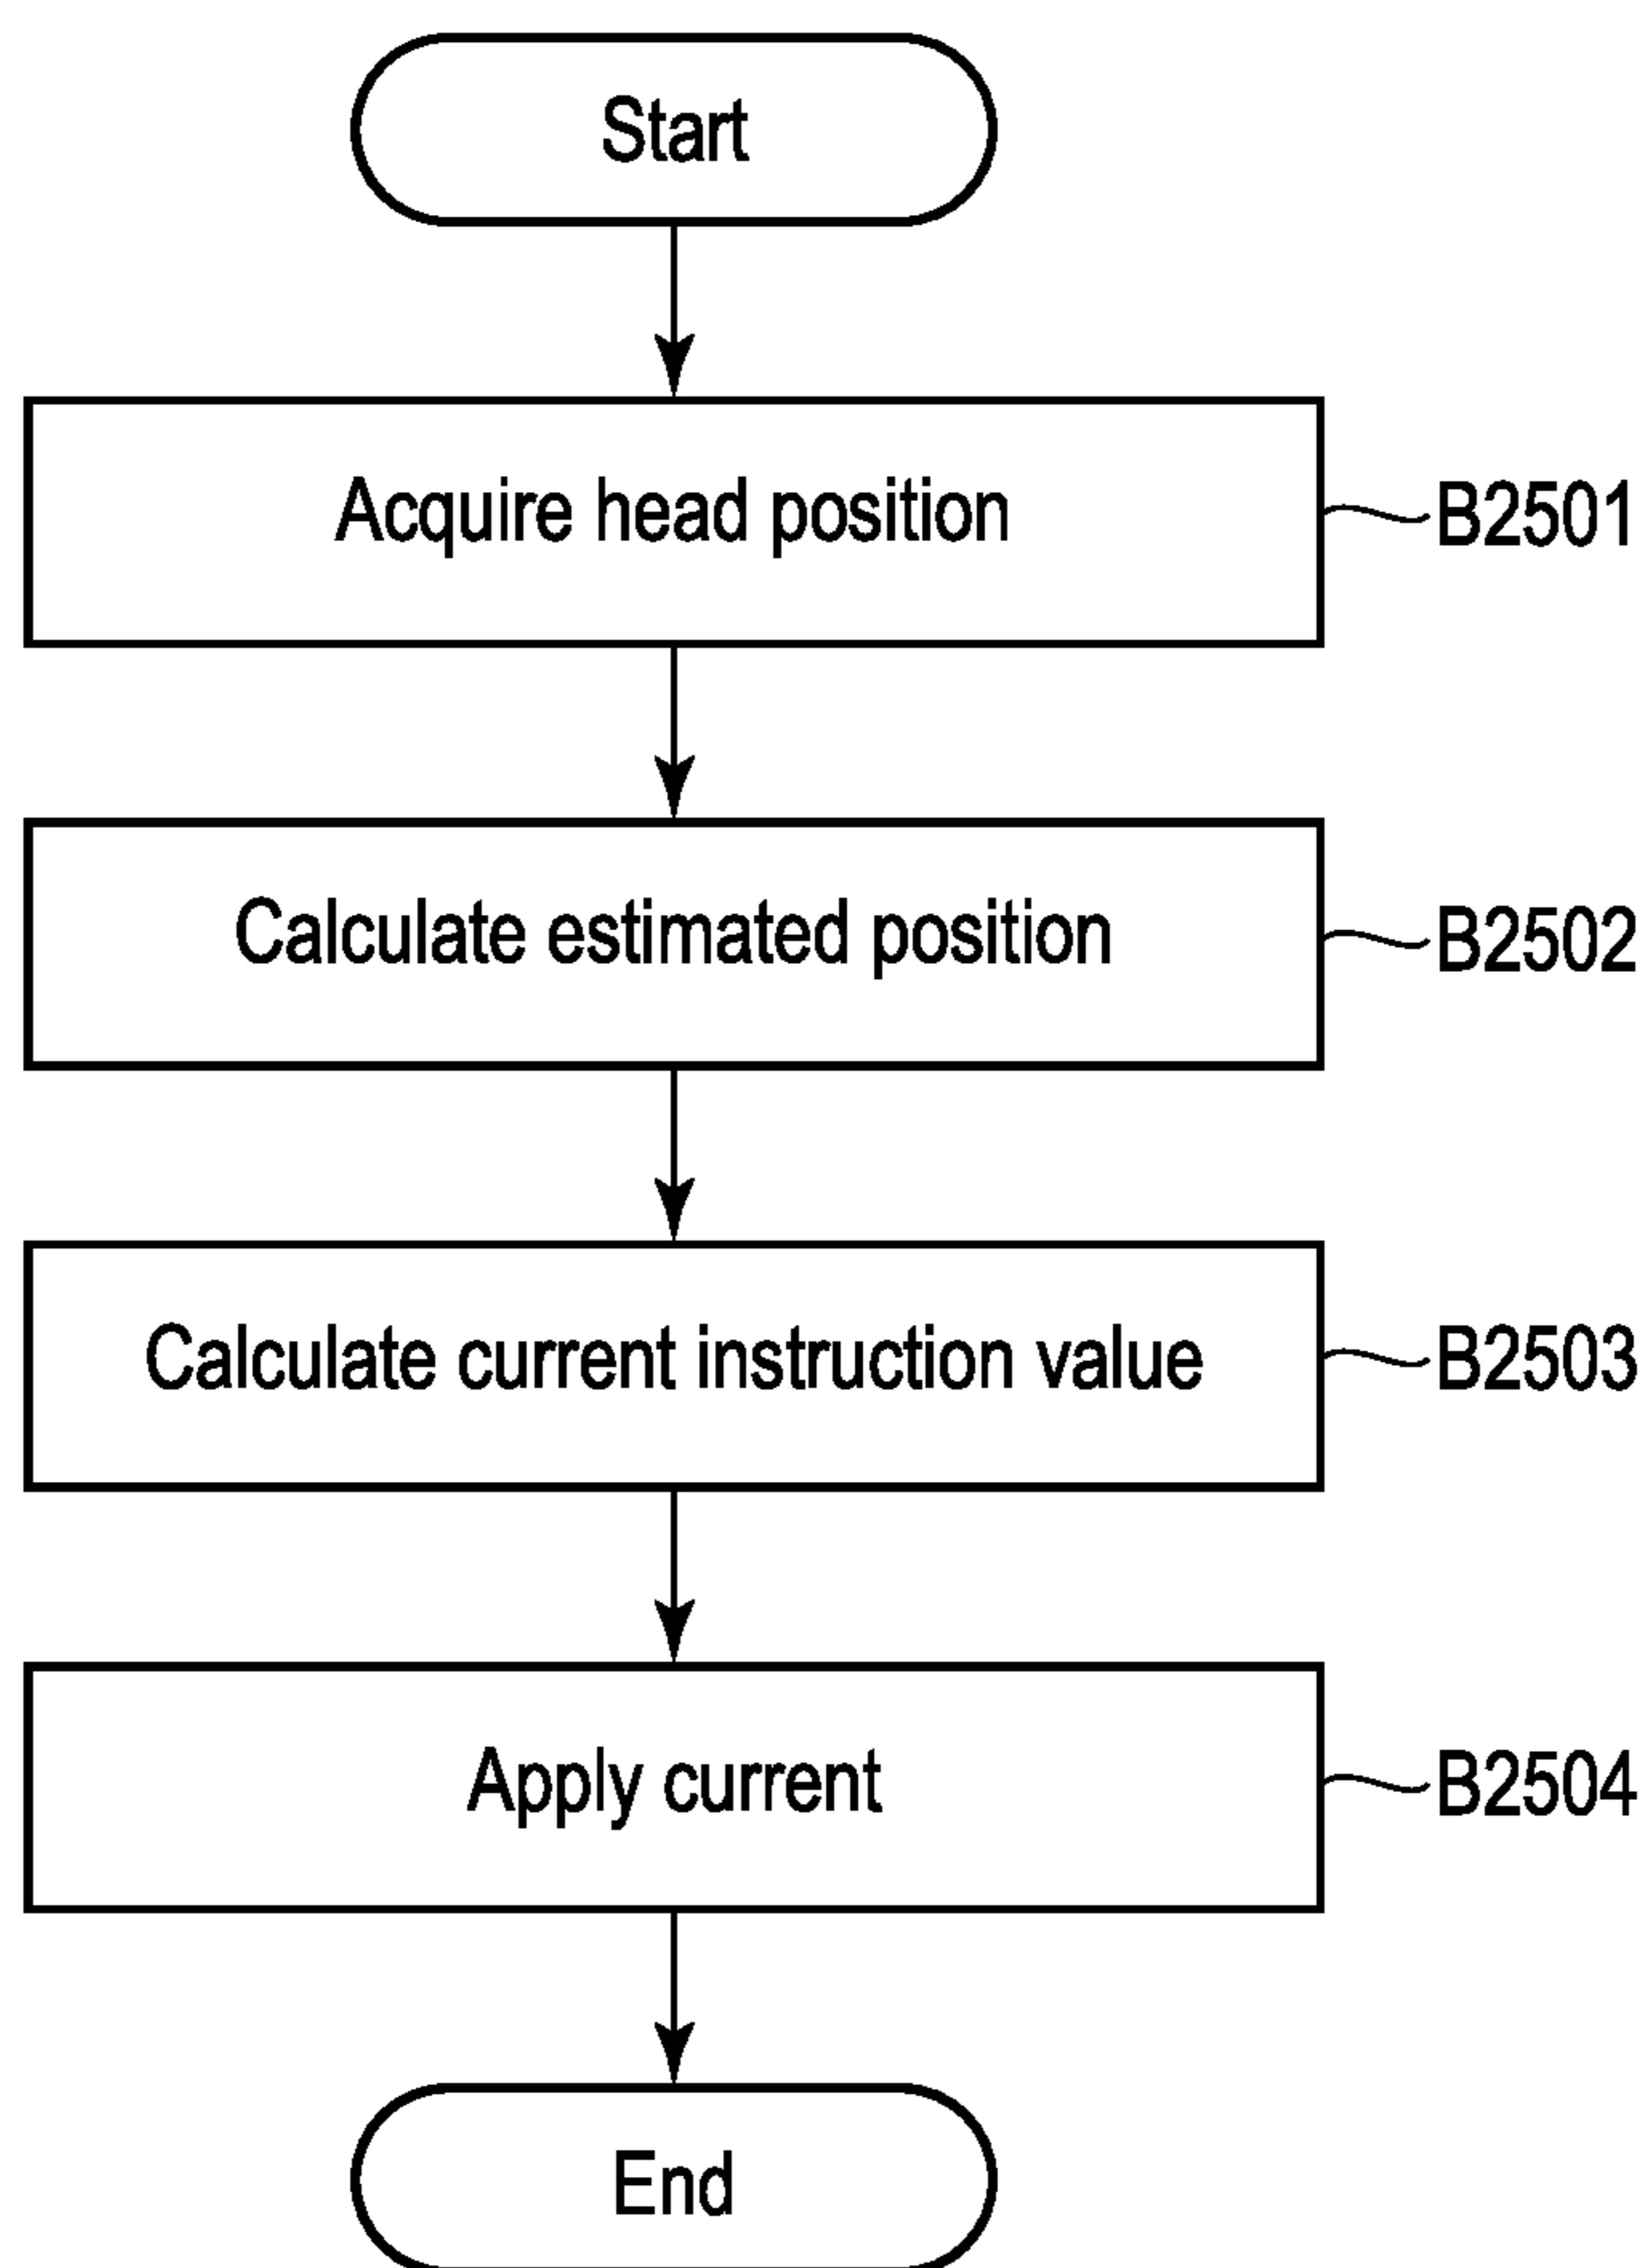 Start
Acquire head position
B2501
Calculate estimated position
B2502
Calculate current instruction value
B2503
Apply current
B2504
End